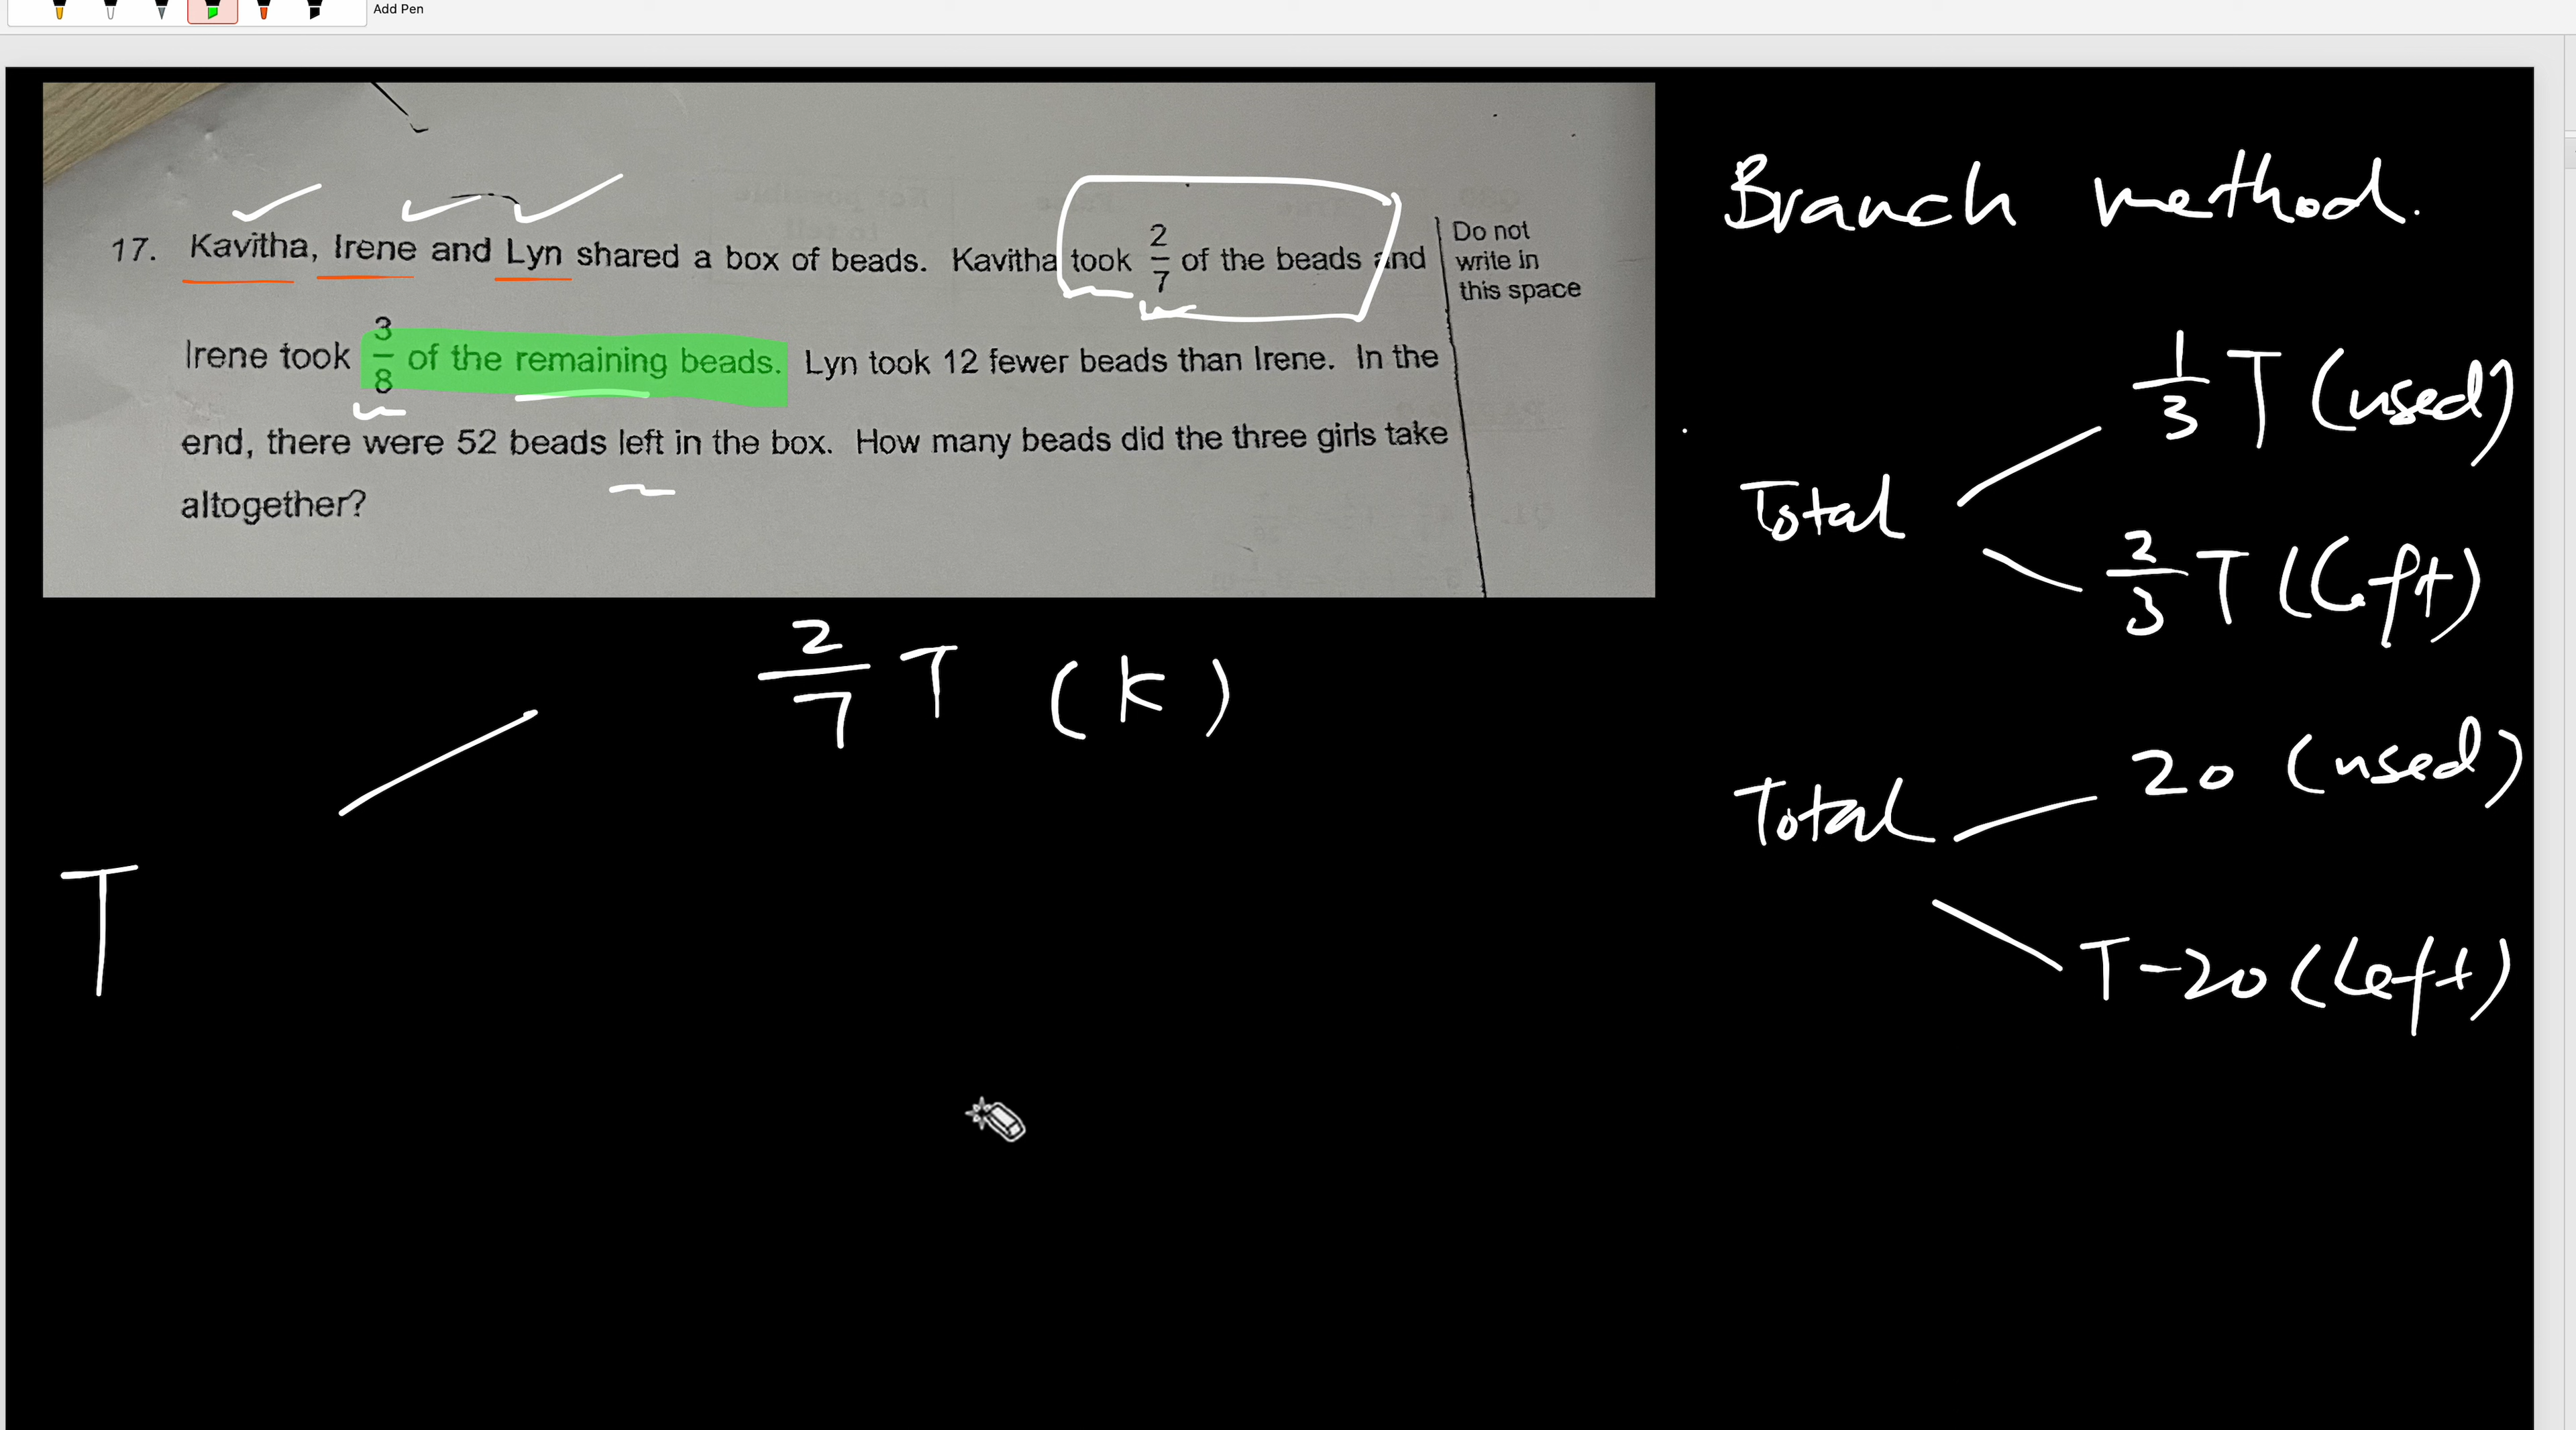 Add Pen
17. Kavitha, Irene and Lyn shared a box of beads. Kavitha took 2/7 of the beads and
Irene took 3/8 of the remaining beads. Lyn took 12 fewer beads than Irene. In the
end, there were 52 beads left in the box. How many beads did the three girls take
altogether?
Do not
write in
this space
Branch method.
Total
1/3 T (used)
2/3 T (left)
Total
20 (used)
T-20 (left)
2/7 T (K)
T